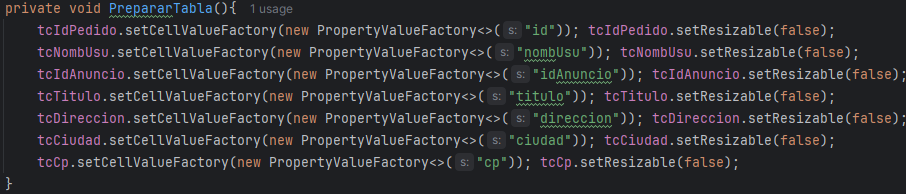 private void PrepararTabla(){ 1 usage
tcIdPedido.setCellValueFactory(new PropertyValueFactory<>( s: "id")); tcIdPedido.setResizable(false);
tcNombUsu.setCellValueFactory(new PropertyValueFactory<>( s: "nombUsu")); tcNombUsu.setResizable(false);
tcIdAnuncio.setCellValueFactory(new PropertyValueFactory<>( s: "idAnuncio")); tcIdAnuncio.setResizable(false);
tcTitulo.setCellValueFactory(new PropertyValueFactory<>( s: "titulo")); tcTitulo.setResizable(false);
tcDireccion.setCellValueFactory(new PropertyValueFactory<>( s: "direccion")); tcDireccion.setResizable(false);
tcCiudad.setCellValueFactory(new PropertyValueFactory<>( s: "ciudad")); tcCiudad.setResizable(false);
tcCp.setCellValueFactory(new PropertyValueFactory<>( s: "cp")); tcCp.setResizable(false);
}